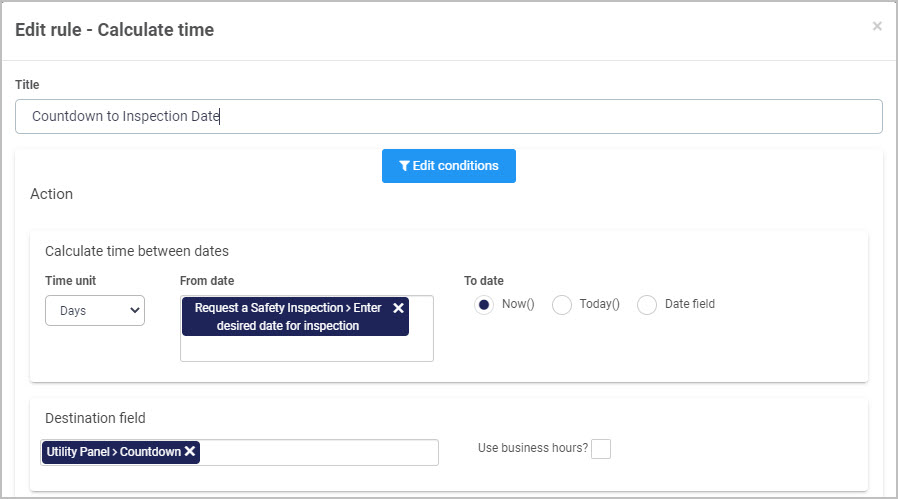 Edit rule - Calculate time
×
Title
Countdown to Inspection Date
Edit conditions
Action
Calculate time between dates
Time unit
From date
To date
Days
Request a Safety Inspection > Enter
desired date for inspection
Now()
Today()
Date field
Destination field
Utility Panel > Countdown
Use business hours?